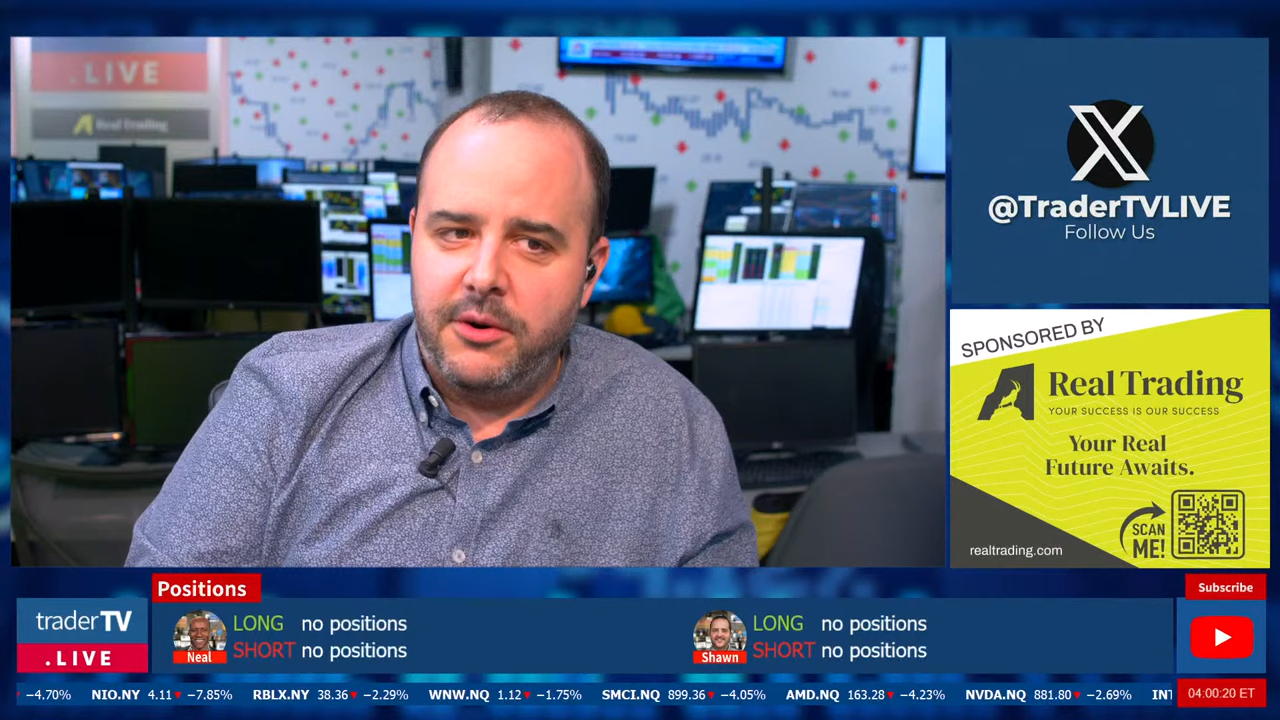 .LIVE
Real Trading
@TraderTVLIVE
Follow Us
SPONSORED BY
Real Trading
YOUR SUCCESS IS OUR SUCCESS
Your Real
Future Awaits.
SCAN
ME!
realtrading.com
Positions
Subscribe
traderTV
.LIVE
Neal
LONG no positions
SHORT no positions
Shawn
LONG no positions
SHORT no positions
-4.70% NIO.NY 4.11 -7.85% RBLX.NY 38.36 -2.29% WNW.NQ 1.12 -1.75% SMCI.NQ 899.36 -4.05% AMD.NQ 163.28 -4.23% NVDA.NQ 881.80 -2.69% INT
04:00:20 ET